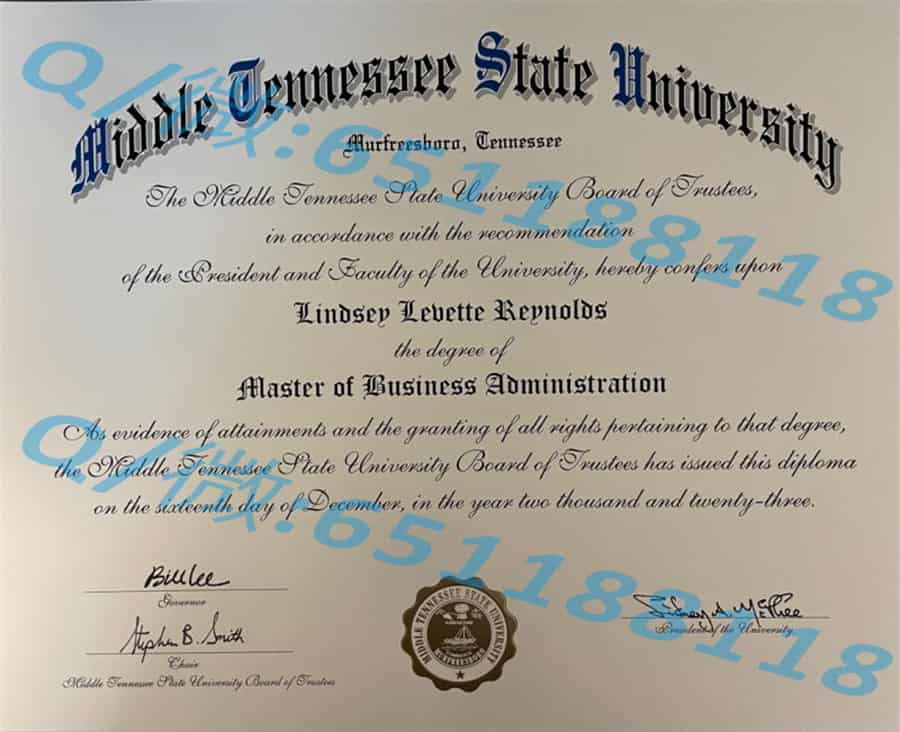 Middle Tennessee State University
Murfreesboro, Tennessee
The Middle Tennessee State University Board of Trustees,
in accordance with the recommendation
of the President and Faculty of the University, hereby confers upon
Lindsey Levette Reynolds
the degree of
Master of Business Administration
As evidence of attainments and the granting of all rights pertaining to that degree,
the Middle Tennessee State University Board of Trustees has issued this diploma
on the sixteenth day of December, in the year two thousand and twenty-three.
Bill Lee
Governor
Stephen B. Smith
Chair
Middle Tennessee State University Board of Trustees
MIDDLE TENNESSEE STATE UNIVERSITY
MURFREESBORO
Sidney A. McPhee
President of the University
Q/微:651188118
Q/微:651188118